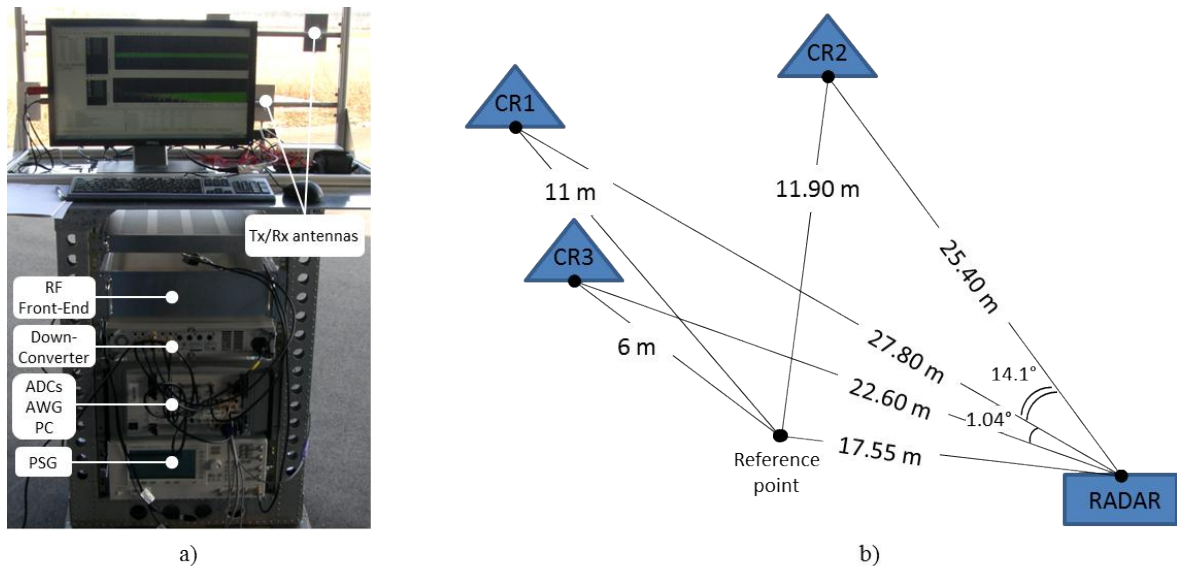 Tx/Rx antennas
RF
Front-End
Down-
Converter
ADCs
AWG
PC
PSG
a)
CR1
CR2
CR3
11 m
11.90 m
25.40 m
6 m
27.80 m
22.60 m
14.1°
1.04°
17.55 m
Reference
point
RADAR
b)